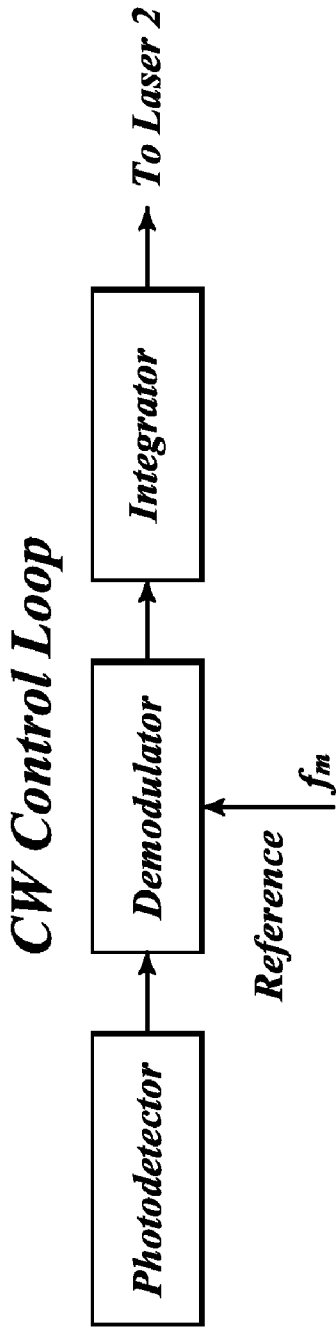 CW Control Loop
Photodetector
Demodulator
Integrator
To Laser 2
Reference
fm